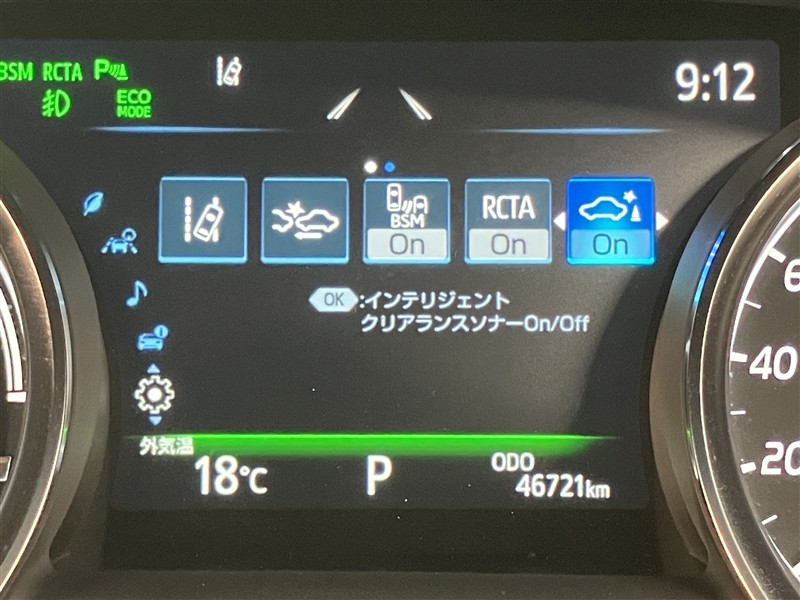 BSM RCTA P
9:12
ECO
MODE
BSM
On
RCTA
On
On
OK :インテリジェント
クリアランスソナーOn/Off
6
40
20
外気温
18℃
P
ODO
46721km